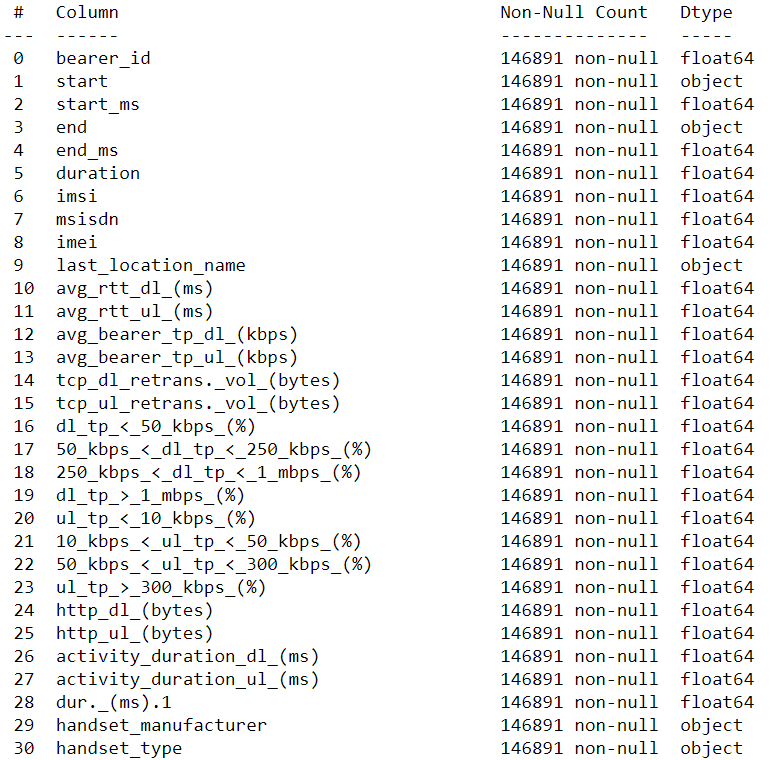 #   Column   Non-Null Count   Dtype
---  ------   --------------   -----
0   bearer_id   146891 non-null   float64
1   start   146891 non-null   object
2   start_ms   146891 non-null   float64
3   end   146891 non-null   object
4   end_ms   146891 non-null   float64
5   duration   146891 non-null   float64
6   imsi   146891 non-null   float64
7   msisdn   146891 non-null   float64
8   imei   146891 non-null   float64
9   last_location_name   146891 non-null   object
10   avg_rtt_dl_(ms)   146891 non-null   float64
11   avg_rtt_ul_(ms)   146891 non-null   float64
12   avg_bearer_tp_dl_(kbps)   146891 non-null   float64
13   avg_bearer_tp_ul_(kbps)   146891 non-null   float64
14   tcp_dl_retrans._vol_(bytes)   146891 non-null   float64
15   tcp_ul_retrans._vol_(bytes)   146891 non-null   float64
16   dl_tp_<_50_kbps_(%)   146891 non-null   float64
17   50_kbps_<_dl_tp_<_250_kbps_(%)   146891 non-null   float64
18   250_kbps_<_dl_tp_<_1_mbps_(%)   146891 non-null   float64
19   dl_tp_>_1_mbps_(%)   146891 non-null   float64
20   ul_tp_<_10_kbps_(%)   146891 non-null   float64
21   10_kbps_<_ul_tp_<_50_kbps_(%)   146891 non-null   float64
22   50_kbps_<_ul_tp_<_300_kbps_(%)   146891 non-null   float64
23   ul_tp_>_300_kbps_(%)   146891 non-null   float64
24   http_dl_(bytes)   146891 non-null   float64
25   http_ul_(bytes)   146891 non-null   float64
26   activity_duration_dl_(ms)   146891 non-null   float64
27   activity_duration_ul_(ms)   146891 non-null   float64
28   dur._(ms).1   146891 non-null   float64
29   handset_manufacturer   146891 non-null   object
30   handset_type   146891 non-null   object